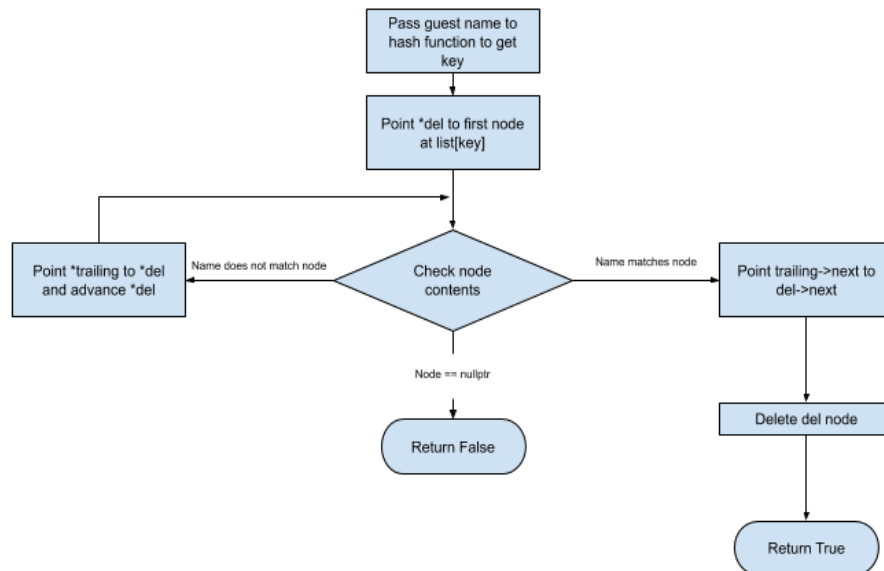 Pass guest name to
hash function to get
key
Point *del to first node
at list[key]
Point *trailing to *del
and advance *del
Name does not match node
Check node
contents
Name matches node
Point trailing->next to
del->next
Node == nullptr
Delete del node
Return False
Return True